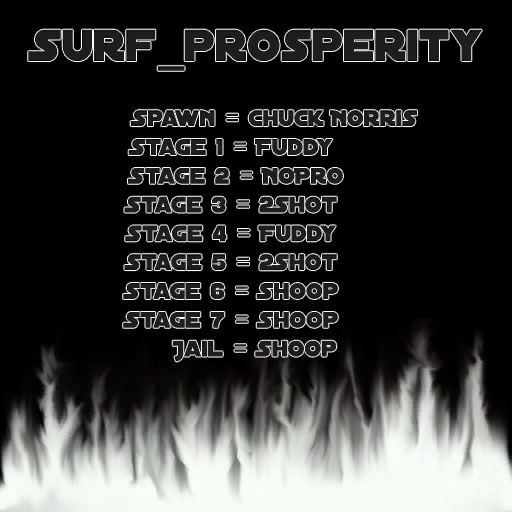 SURF_PROSPERITY
SPAWN = CHUCK NORRIS
STAGE 1 = FUDDY
STAGE 2 = NOPRO
STAGE 3 = 2SHOT
STAGE 4 = FUDDY
STAGE 5 = 2SHOT
STAGE 6 = SHOOP
STAGE 7 = SHOOP
JAIL = SHOOP